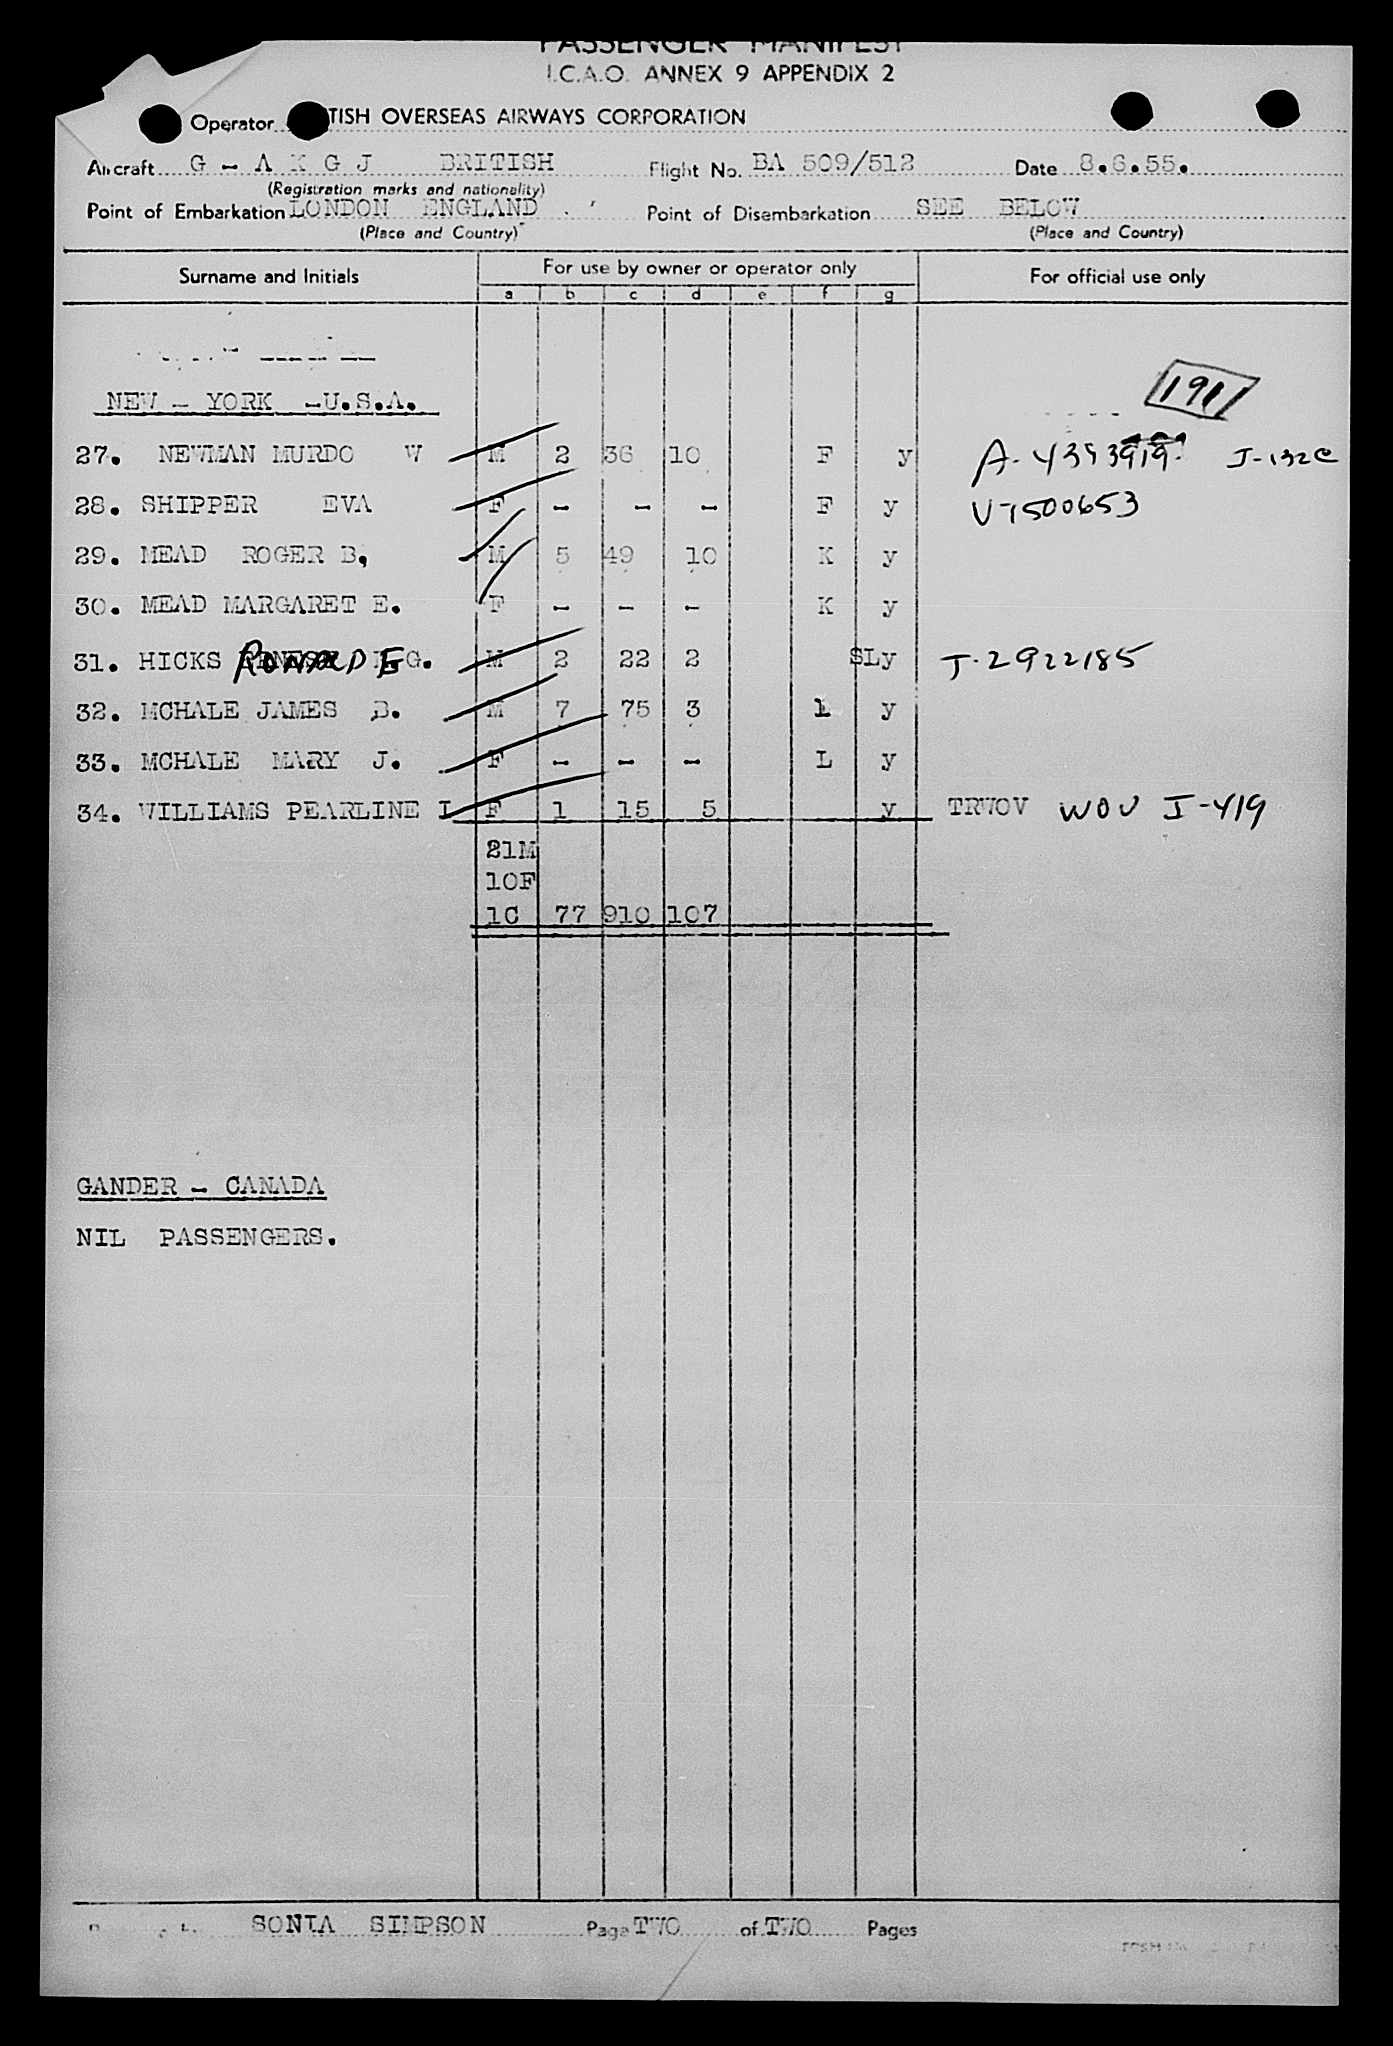 PASSENGER MANIFEST
I.C.A.O. ANNEX 9 APPENDIX 2
Operator TISH OVERSEAS AIRWAYS CORPORATION
Aircraft G - A K G J BRITISH Flight No. BA 509/512 Date 8.6.55.
(Registration marks and nationality)
Point of Embarkation LONDON ENGLAND Point of Disembarkation SEE BELOW
(Place and Country) (Place and Country)
Surname and Initials For use by owner or operator only For official use only
a b c d e f g
191
NEW - YORK -U.S.A.
27. NEWMAN MURDO W M 2 36 10 F y A-4353919 J-132C
28. SHIPPER EVA F - - - F y V-1500653
29. MEAD ROGER B, M 5 49 10 K y
30. MEAD MARGARET E. F - - - K y
31. HICKS RONALD E G. M 2 22 2 SLy J-2922185
32. MCHALE JAMES B. M 7 75 3 l y
33. MCHALE MARY J. F - - - L y
34. WILLIAMS PEARLINE I F 1 15 5 y TRWOV WOV I-419
21M
10F
1C 77 910 107
GANDER - CANADA
NIL PASSENGERS.
SONIA SIMPSON Page TWO of TWO Pages